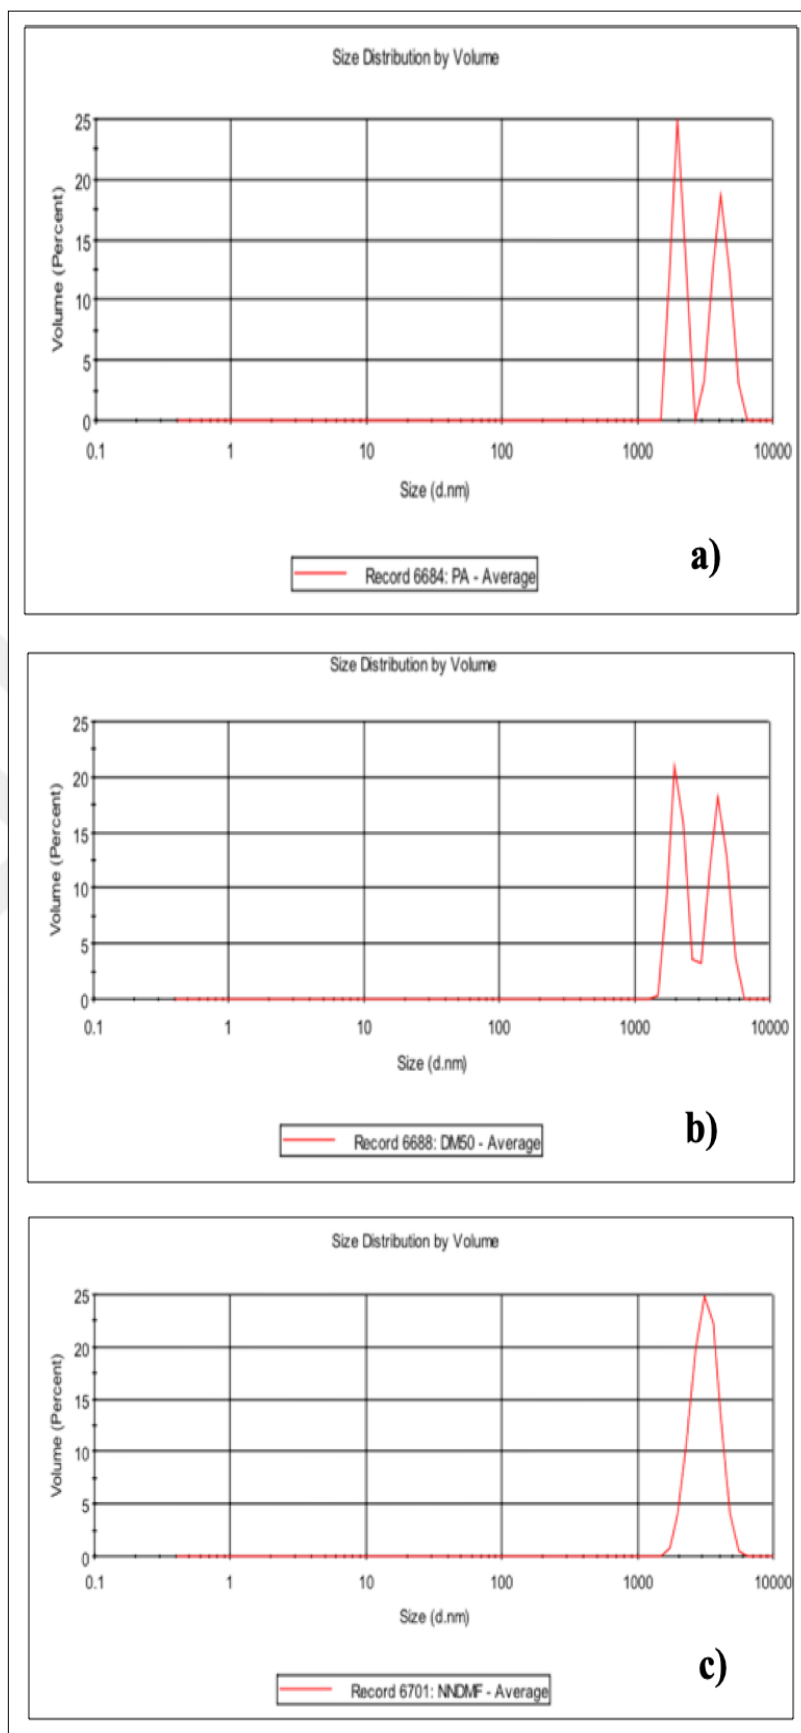 Size Distribution by Volume
25
20
15
10
5
0
Volume (Percent)
0.1 1 10 100 1000 10000
Size (d.nm)
a)
Record 6684: PA - Average
Size Distribution by Volume
25
20
15
10
5
0
Volume (Percent)
0.1 1 10 100 1000 10000
Size (d.nm)
b)
Record 6688: DM50 - Average
Size Distribution by Volume
25
20
15
10
5
0
Volume (Percent)
0.1 1 10 100 1000 10000
Size (d.nm)
c)
Record 6701: NNDMF - Average